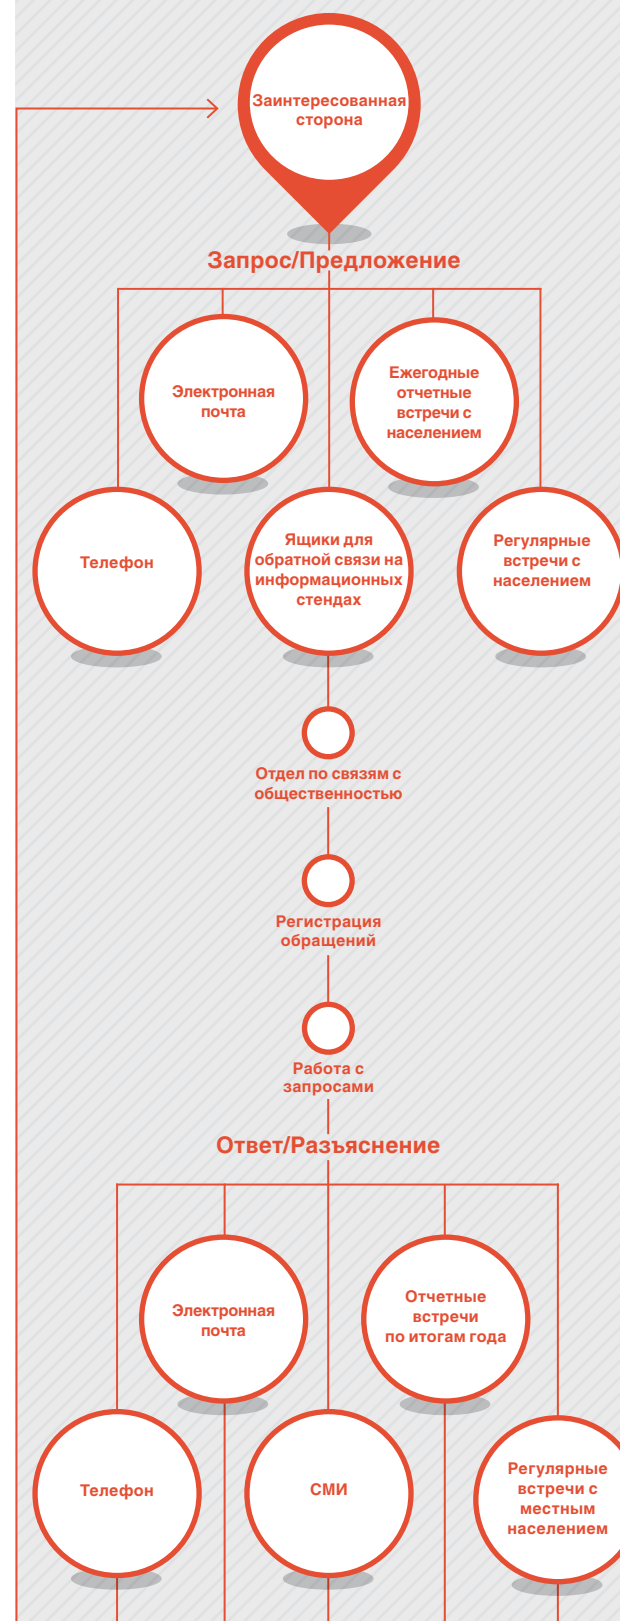 Заинтересованная
сторона
Запрос/Предложение
Электронная
почта
Ежегодные
отчетные
встречи с
населением
Телефон
Ящики для
обратной связи на
информационных
стендах
Регулярные
встречи с
населением
Отдел по связям с
общественностью
Регистрация
обращений
Работа с
запросами
Ответ/Разъяснение
Электронная
почта
Отчетные
встречи
по итогам года
Телефон
СМИ
Регулярные
встречи с
местным
населением